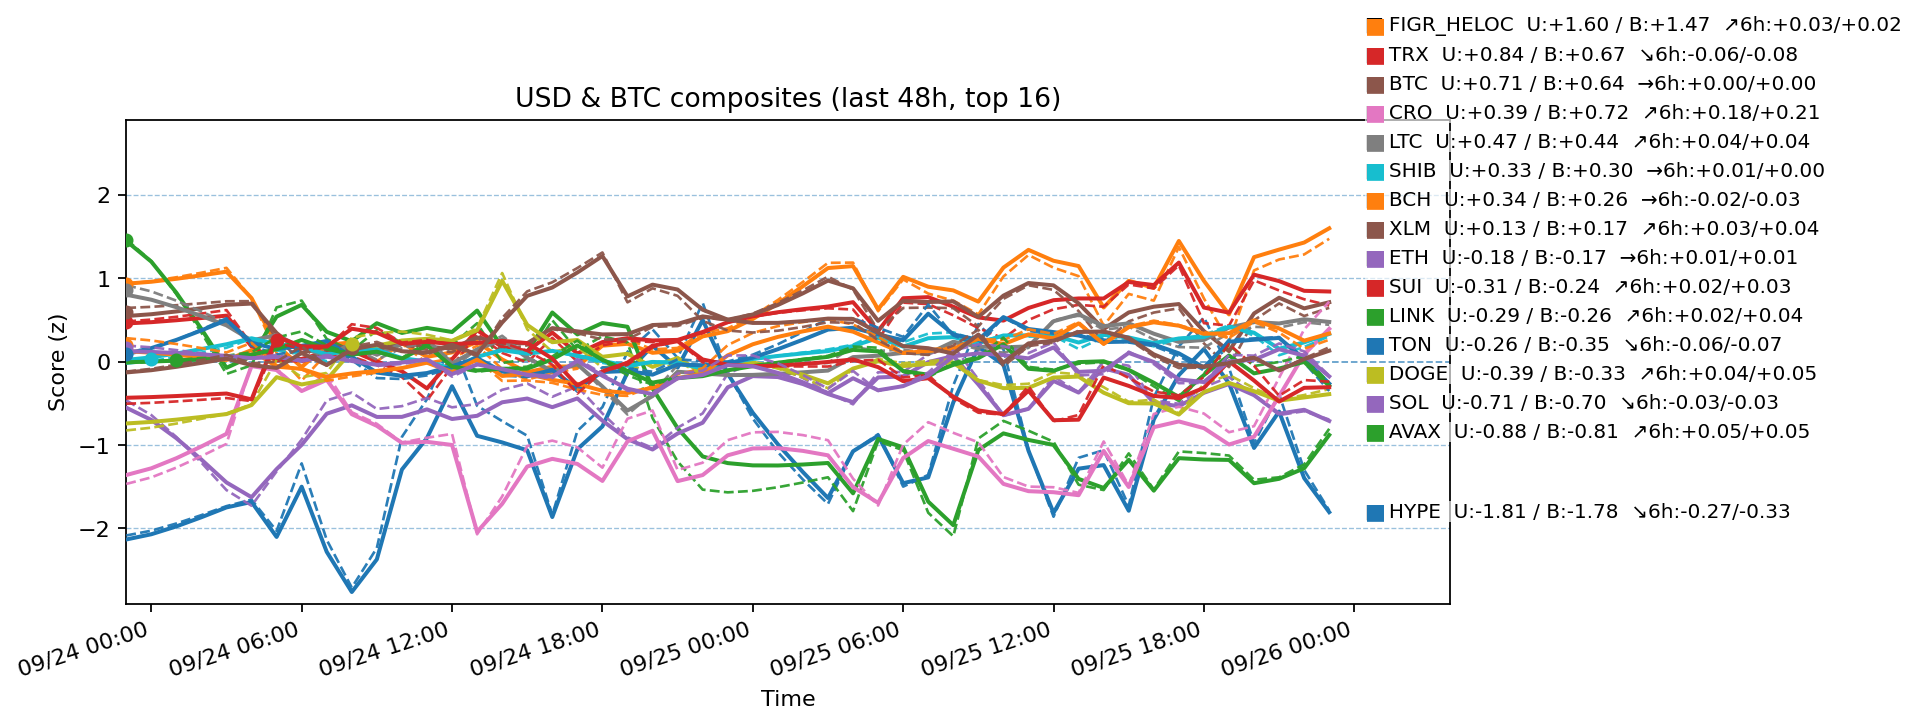 FIGR_HELOC U:+1.60 / B:+1.47 ↗6h:+0.03/+0.02
TRX U:+0.84 / B:+0.67 ↘6h:-0.06/-0.08
USD & BTC composites (last 48h, top 16)
BTC U:+0.71 / B:+0.64 →6h:+0.00/+0.00
CRO U:+0.39 / B:+0.72 ↗6h:+0.18/+0.21
LTC U:+0.47 / B:+0.44 ↗6h:+0.04/+0.04
SHIB U:+0.33 / B:+0.30 →6h:+0.01/+0.00
BCH U:+0.34 / B:+0.26 →6h:-0.02/-0.03
XLM U:+0.13 / B:+0.17 ↗6h:+0.03/+0.04
ETH U:-0.18 / B:-0.17 →6h:+0.01/+0.01
SUI U:-0.31 / B:-0.24 ↗6h:+0.02/+0.03
LINK U:-0.29 / B:-0.26 ↗6h:+0.02/+0.04
TON U:-0.26 / B:-0.35 ↘6h:-0.06/-0.07
DOGE U:-0.39 / B:-0.33 ↗6h:+0.04/+0.05
SOL U:-0.71 / B:-0.70 ↘6h:-0.03/-0.03
AVAX U:-0.88 / B:-0.81 ↗6h:+0.05/+0.05
HYPE U:-1.81 / B:-1.78 ↘6h:-0.27/-0.33
Score (z)
2
1
0
−1
−2
09/24 00:00
09/24 06:00
09/24 12:00
09/24 18:00
09/25 00:00
09/25 06:00
09/25 12:00
09/25 18:00
09/26 00:00
Time